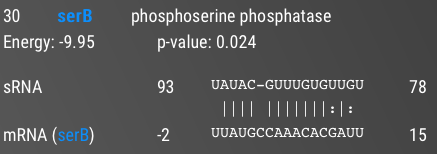 30 serB phosphoserine phosphatase
Energy: -9.95 p-value: 0.024
sRNA 93 UAUAC-GUUUGUGUUGU 78
|||| |||||||:|:
mRNA (serB) -2 UUAUGCCAAACACGAUU 15